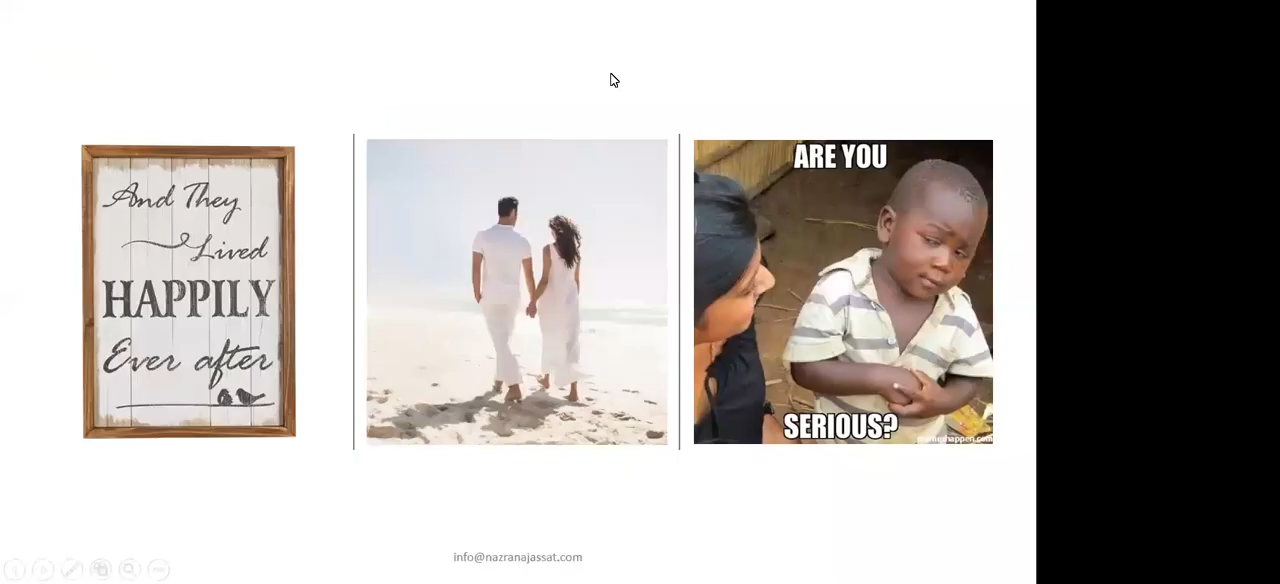 And They
Lived
HAPPILY
Ever after
ARE YOU
SERIOUS?
info@nazranajassat.com